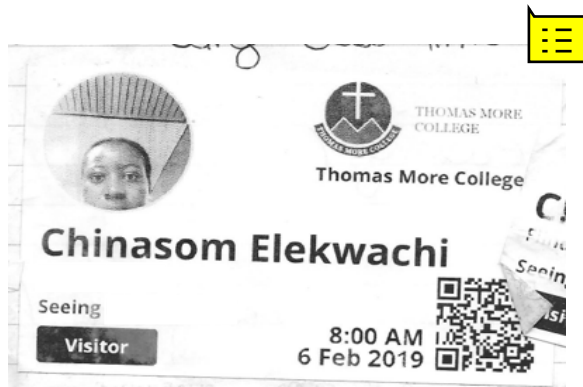 THOMAS MORE
COLLEGE
THOMAS MORE COLLEGE
Thomas More College
Chinasom Elekwachi
Seeing
Visitor
8:00 AM
6 Feb 2019
Seein